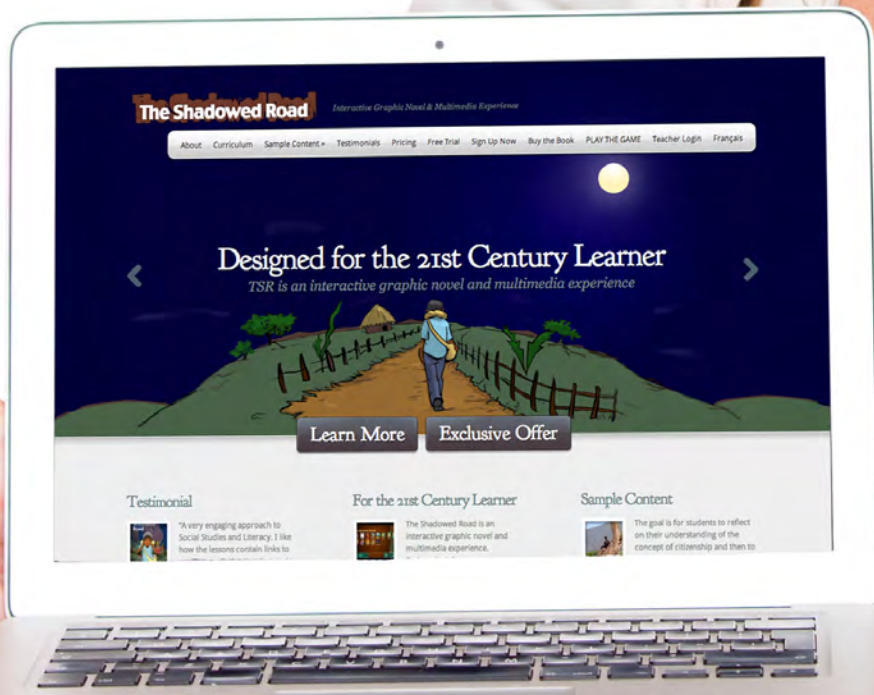 The Shadowed Road
Interactive Graphic Novel & Multimedia Experience
About Curriculum Sample Content » Testimonials Pricing Free Trial Sign Up Now Buy the Book PLAY THE GAME Teacher Login Français
Designed for the 21st Century Learner
TSR is an interactive graphic novel and multimedia experience
Learn More
Exclusive Offer
Testimonial
"A very engaging approach to
Social Studies and Literacy. I like
how the lessons contain links to
For the 21st Century Learner
The Shadowed Road is an
interactive graphic novel and
multimedia experience.
Sample Content
The goal is for students to reflect
on their understanding of the
concept of citizenship and then to